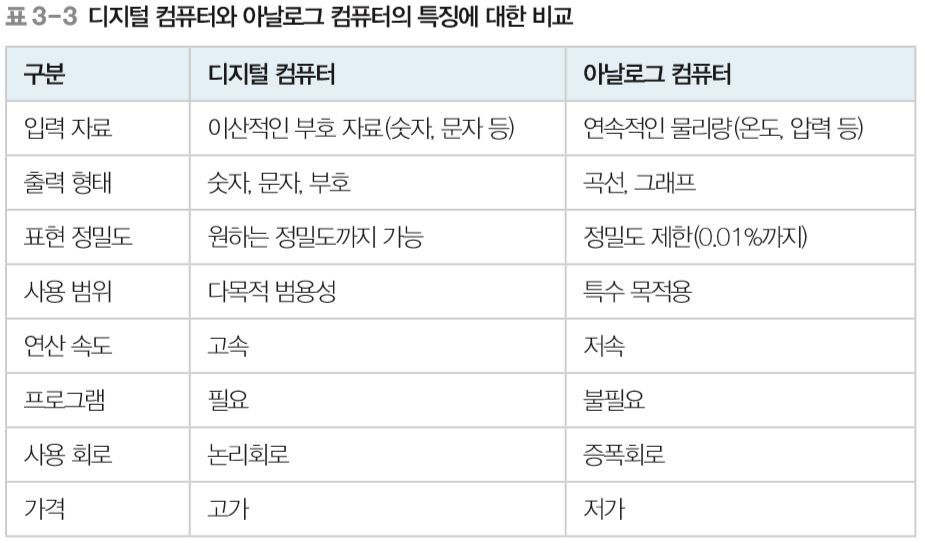 표 3-3 디지털 컴퓨터와 아날로그 컴퓨터의 특징에 대한 비교
구분 디지털 컴퓨터 아날로그 컴퓨터
입력 자료 이산적인 부호 자료(숫자, 문자 등) 연속적인 물리량(온도, 압력 등)
출력 형태 숫자, 문자, 부호 곡선, 그래프
표현 정밀도 원하는 정밀도까지 가능 정밀도 제한(0.01%까지)
사용 범위 다목적 범용성 특수 목적용
연산 속도 고속 저속
프로그램 필요 불필요
사용 회로 논리회로 증폭회로
가격 고가 저가